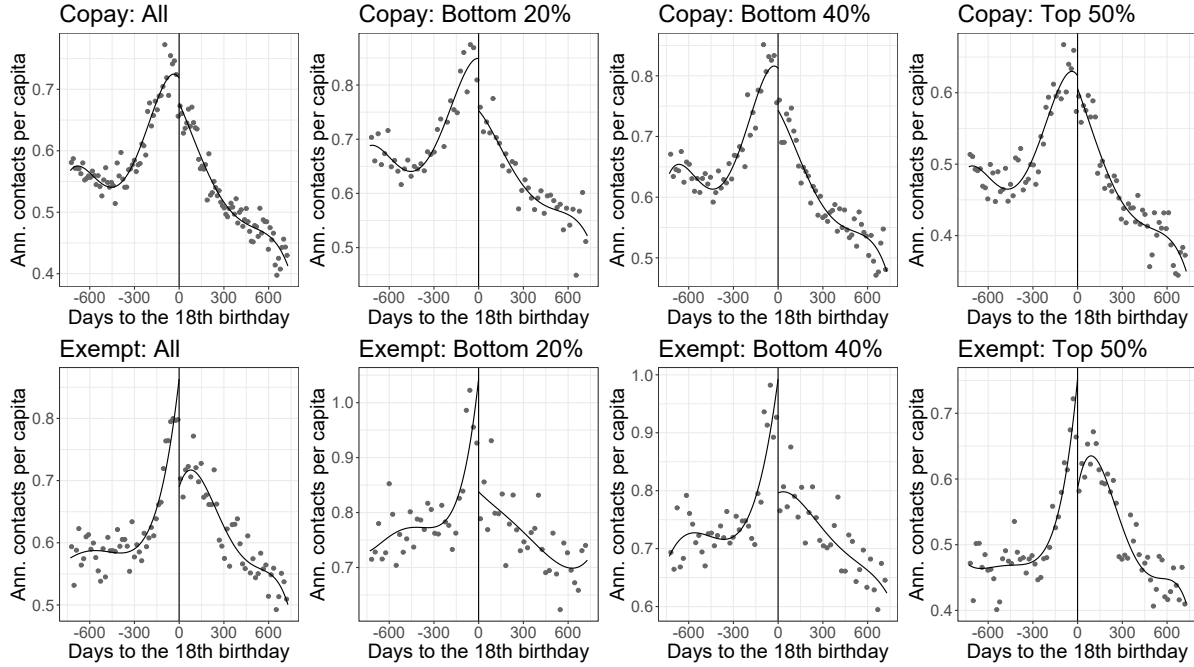 Copay: All
Copay: Bottom 20%
Copay: Bottom 40%
Copay: Top 50%
Ann. contacts per capita
0.7
0.6
0.5
0.4
-600 -300 0 300 600
Days to the 18th birthday
Ann. contacts per capita
0.9
0.8
0.7
0.6
0.5
-600 -300 0 300 600
Days to the 18th birthday
Ann. contacts per capita
0.8
0.7
0.6
0.5
-600 -300 0 300 600
Days to the 18th birthday
Ann. contacts per capita
0.6
0.5
0.4
-600 -300 0 300 600
Days to the 18th birthday
Exempt: All
Exempt: Bottom 20%
Exempt: Bottom 40%
Exempt: Top 50%
Ann. contacts per capita
0.8
0.7
0.6
0.5
-600 -300 0 300 600
Days to the 18th birthday
Ann. contacts per capita
1.0
0.9
0.8
0.7
-600 -300 0 300 600
Days to the 18th birthday
Ann. contacts per capita
1.0
0.9
0.8
0.7
0.6
-600 -300 0 300 600
Days to the 18th birthday
Ann. contacts per capita
0.7
0.6
0.5
0.4
-600 -300 0 300 600
Days to the 18th birthday